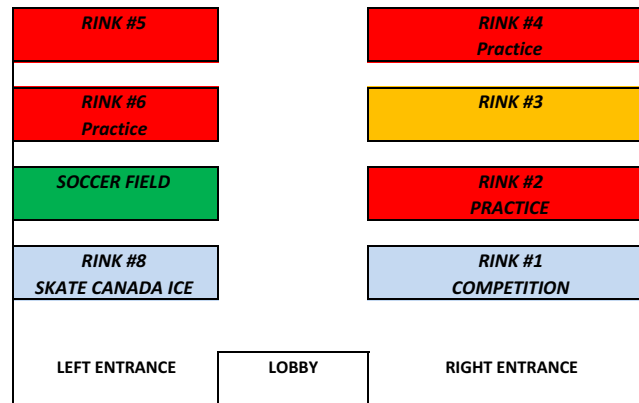 RINK #5
RINK #4
Practice
RINK #6
Practice
RINK #3
SOCCER FIELD
RINK #2
PRACTICE
RINK #8
SKATE CANADA ICE
RINK #1
COMPETITION
LEFT ENTRANCE
LOBBY
RIGHT ENTRANCE